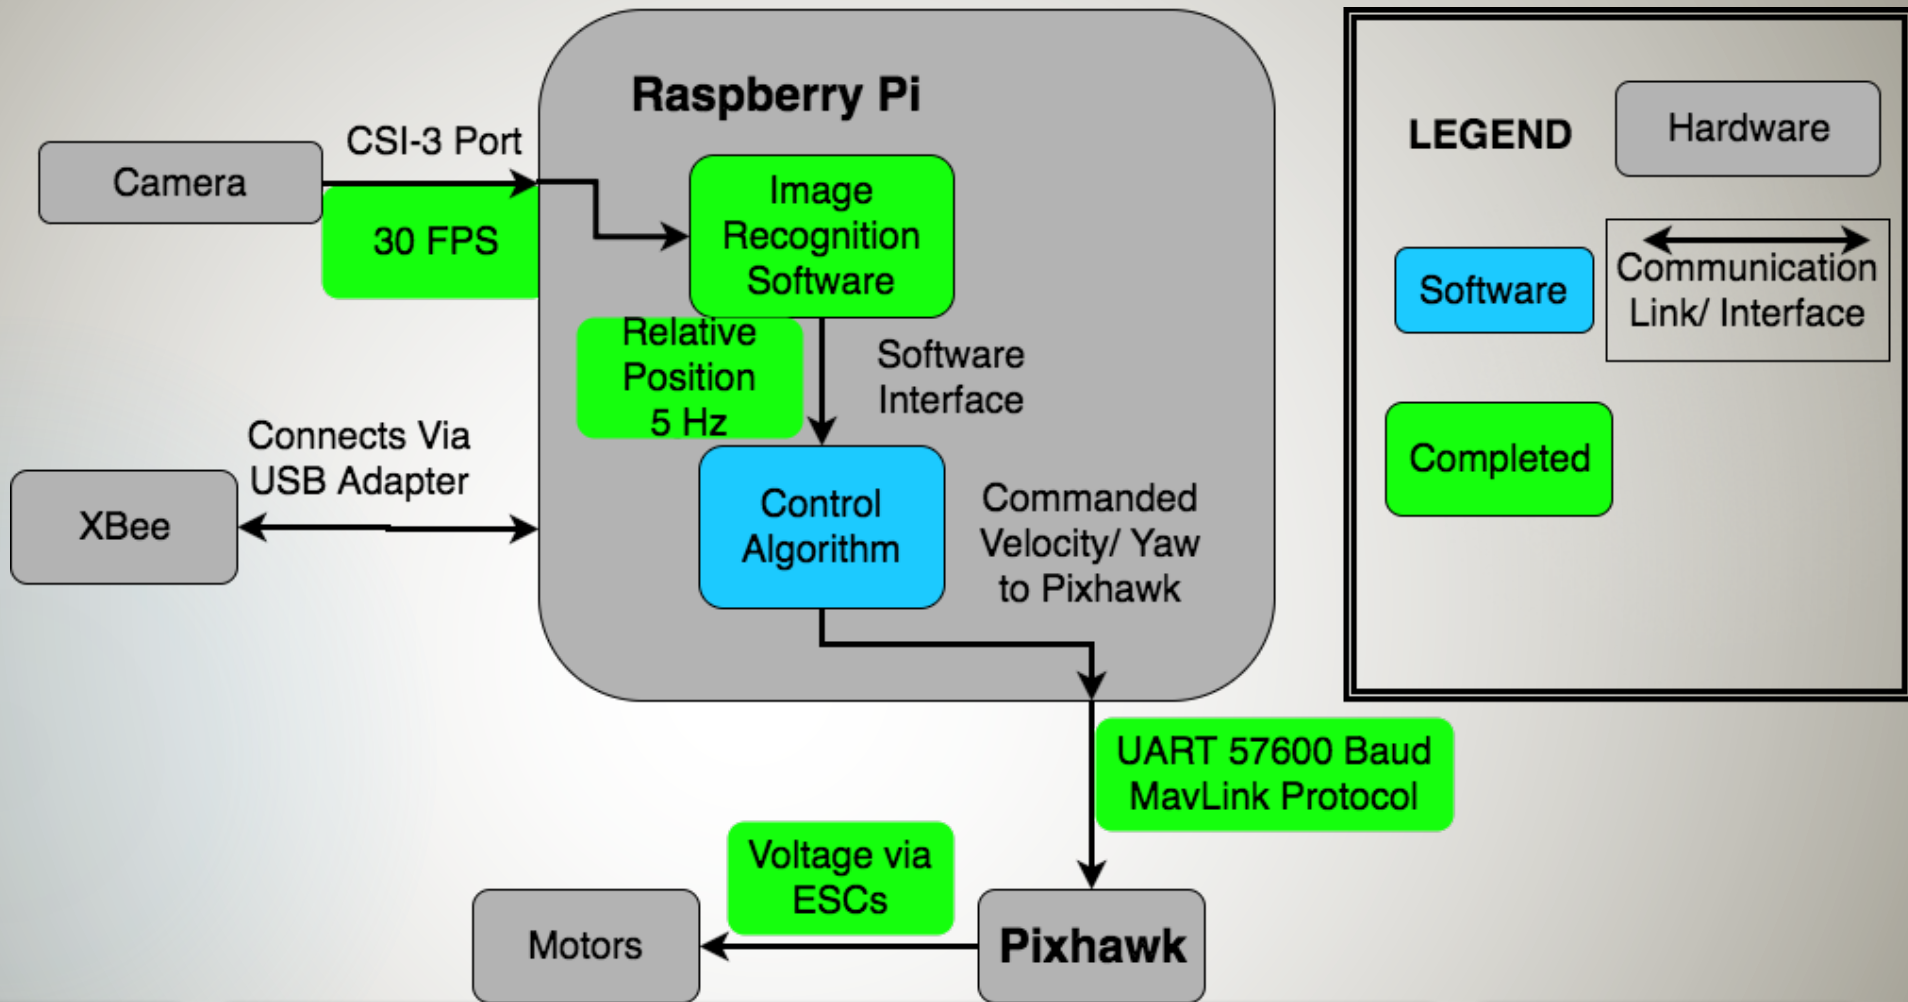 Raspberry Pi
CSI-3 Port
Camera
30 FPS
Image
Recognition
Software
Relative
Position
5 Hz
Software
Interface
Connects Via
USB Adapter
XBee
Control
Algorithm
Commanded
Velocity/ Yaw
to Pixhawk
UART 57600 Baud
MavLink Protocol
Voltage via
ESCs
Motors
Pixhawk
LEGEND
Hardware
Software
Communication
Link/ Interface
Completed